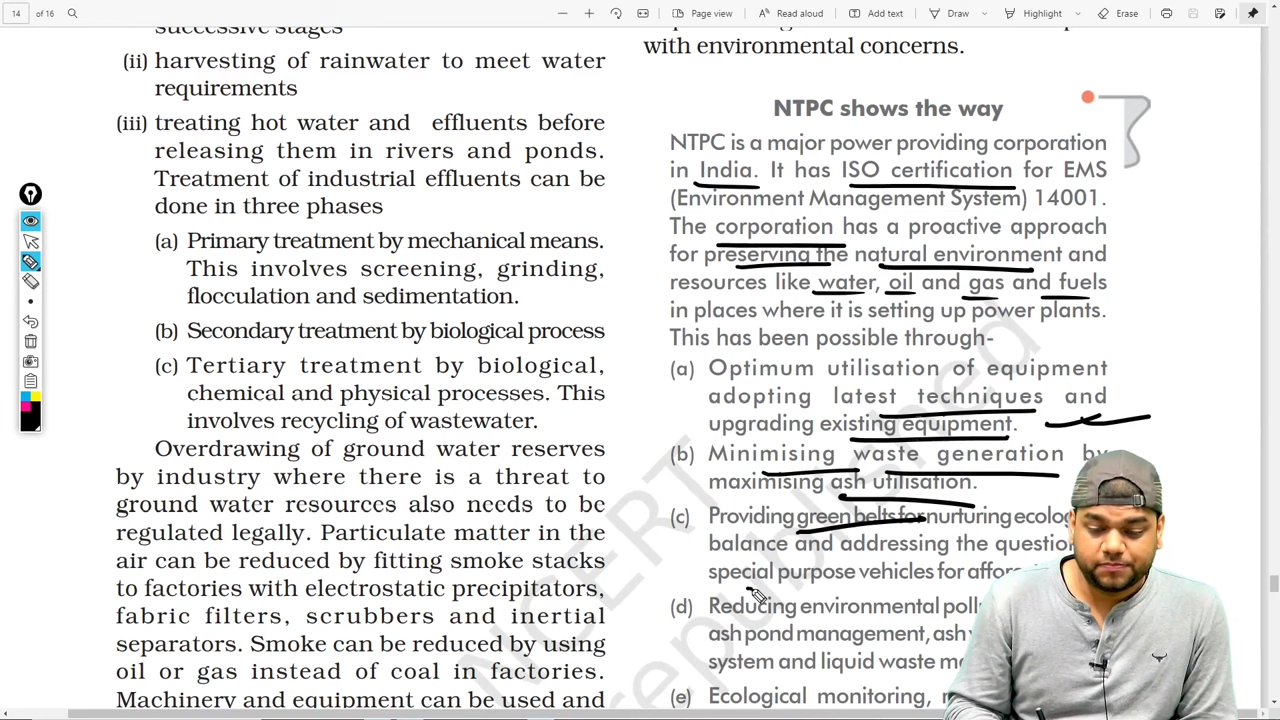 14 of 16
Page view
Read aloud
Add text
Draw
Highlight
Erase
successive stages
(ii) harvesting of rainwater to meet water
requirements
(iii) treating hot water and effluents before
releasing them in rivers and ponds.
Treatment of industrial effluents can be
done in three phases
(a) Primary treatment by mechanical means.
This involves screening, grinding,
flocculation and sedimentation.
(b) Secondary treatment by biological process
(c) Tertiary treatment by biological,
chemical and physical processes. This
involves recycling of wastewater.
Overdrawing of ground water reserves
by industry where there is a threat to
ground water resources also needs to be
regulated legally. Particulate matter in the
air can be reduced by fitting smoke stacks
to factories with electrostatic precipitators,
fabric filters, scrubbers and inertial
separators. Smoke can be reduced by using
oil or gas instead of coal in factories.
Machinery and equipment can be used and
with environmental concerns.
NTPC shows the way
NTPC is a major power providing corporation
in India. It has ISO certification for EMS
(Environment Management System) 14001.
The corporation has a proactive approach
for preserving the natural environment and
resources like water, oil and gas and fuels
in places where it is setting up power plants.
This has been possible through-
(a) Optimum utilisation of equipment
adopting latest techniques and
upgrading existing equipment.
(b) Minimising waste generation by
maximising ash utilisation.
(c) Providing green belts for nurturing
balance and addressing the question
special purpose vehicles for
(d) Reducing environmental
ash pond management, ash
system and liquid waste
(e) Ecological monitoring,
NCERT
republished